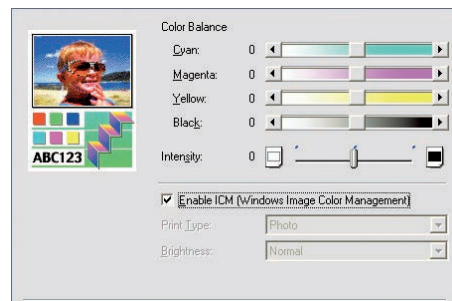 Color Balance
Cyan: 0
Magenta: 0
Yellow: 0
Black: 0
ABC123
Intensity: 0
Enable ICM (Windows Image Color Management)
Print Type: Photo
Brightness: Normal